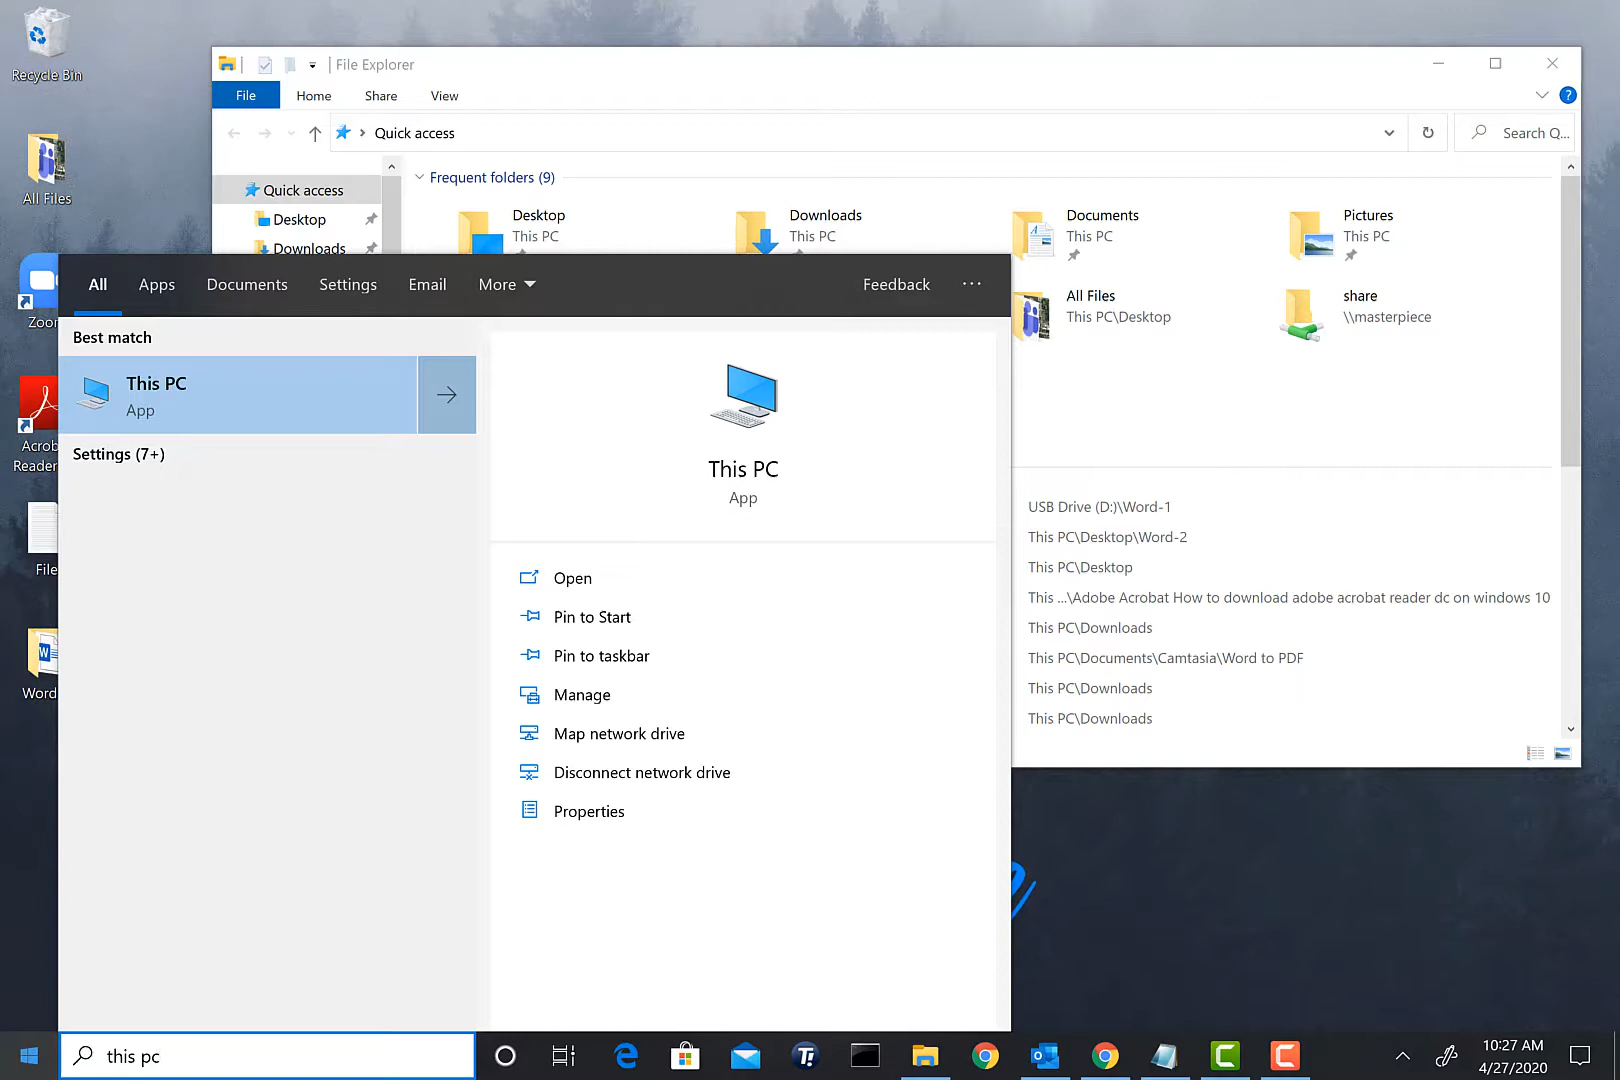 Recycle Bin
All Files
Zoo
Acrob
Reader
File
Word
File Explorer
File
Home
Share
View
Quick access
Search Q...
Quick access
Desktop
Downloads
Frequent folders (9)
Desktop
This PC
Downloads
This PC
Documents
This PC
Pictures
This PC
All Files
This PC\Desktop
share
\\masterpiece
USB Drive (D:)\Word-1
This PC\Desktop\Word-2
This PC\Desktop
This ...\Adobe Acrobat How to download adobe acrobat reader dc on windows 10
This PC\Downloads
This PC\Documents\Camtasia\Word to PDF
This PC\Downloads
This PC\Downloads
All
Apps
Documents
Settings
Email
More
Feedback
Best match
This PC
App
Settings (7+)
This PC
App
Open
Pin to Start
Pin to taskbar
Manage
Map network drive
Disconnect network drive
Properties
this pc
10:27 AM
4/27/2020